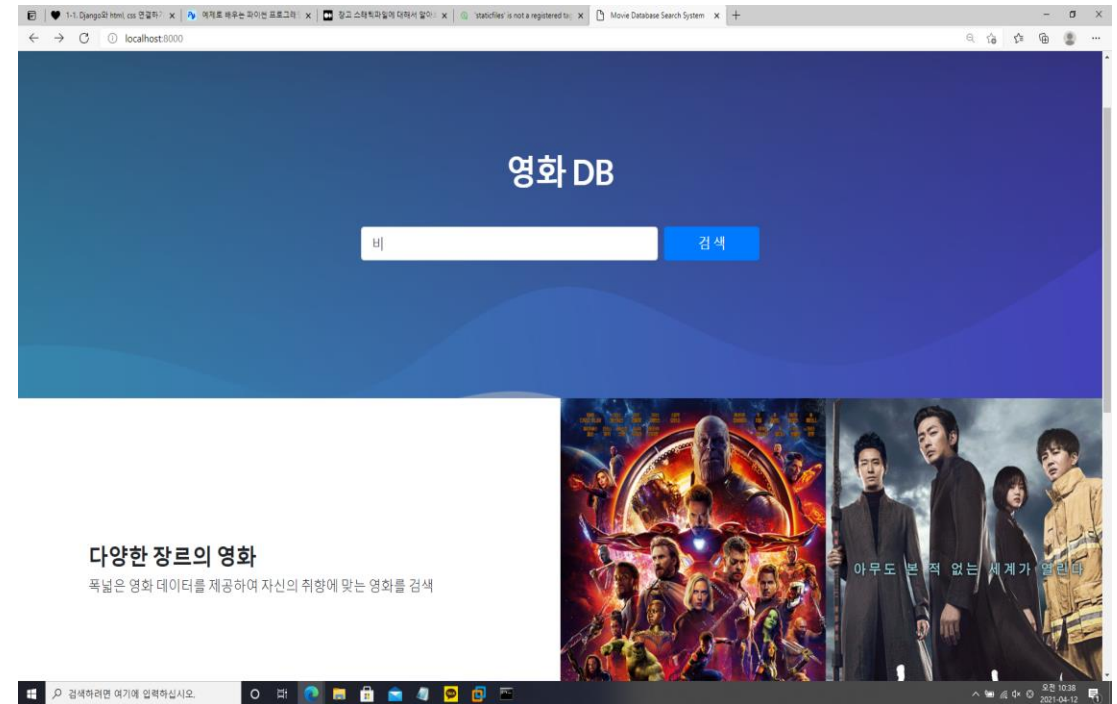 1-1. Django와 html, css 연결하기
예제로 배우는 파이썬 프로그래밍
장고 스태틱파일에 대해서 알아
'staticfiles' is not a registered tag
Movie Database Search System
localhost:8000
영화 DB
비
검색
다양한 장르의 영화
폭넓은 영화 데이터를 제공하여 자신의 취향에 맞는 영화를 검색
아무도 본 적 없는 세계가 열린다
검색하려면 여기에 입력하십시오.
오전 10:38
2021-04-12